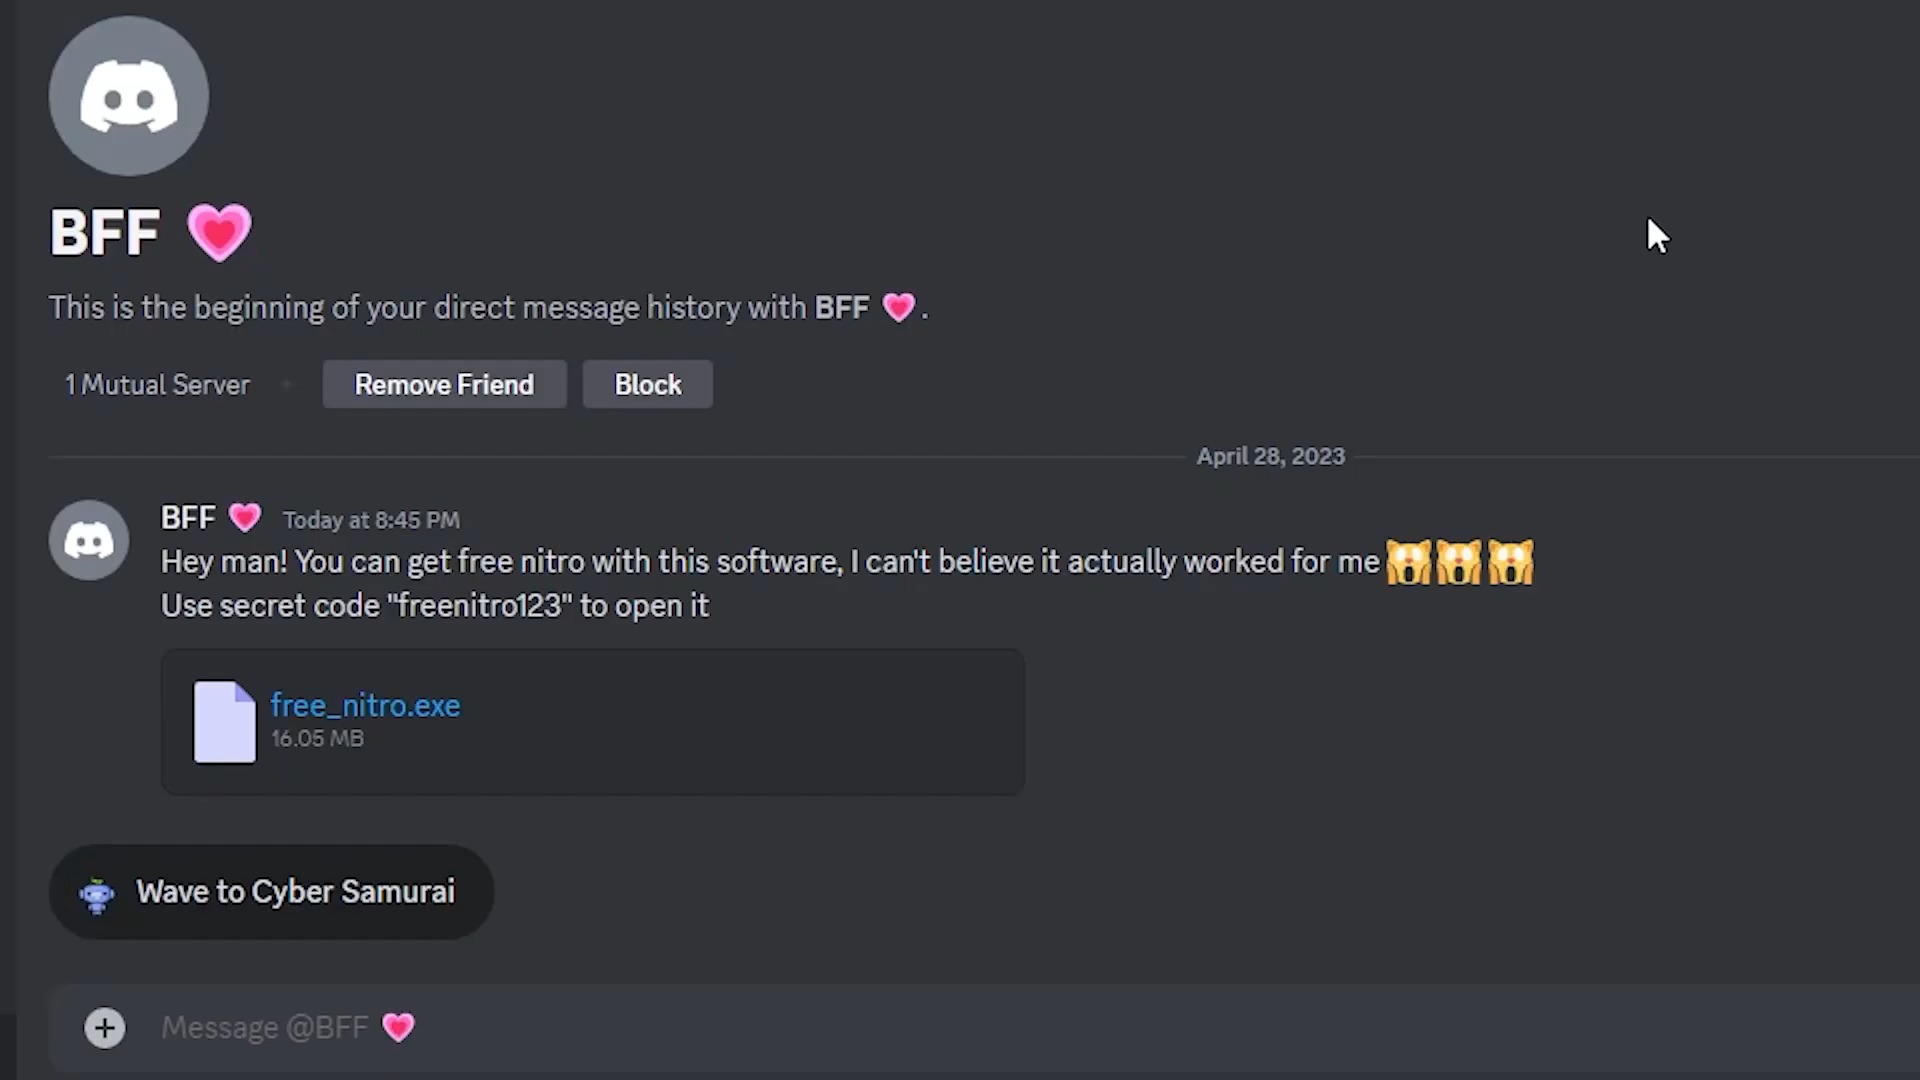 BFF 💗
This is the beginning of your direct message history with BFF 💗.
1 Mutual Server
Remove Friend
Block
April 28, 2023
BFF 💗 Today at 8:45 PM
Hey man! You can get free nitro with this software, I can't believe it actually worked for me 🙀🙀🙀
Use secret code "freenitro123" to open it
free_nitro.exe
16.05 MB
Wave to Cyber Samurai
Message @BFF 💗